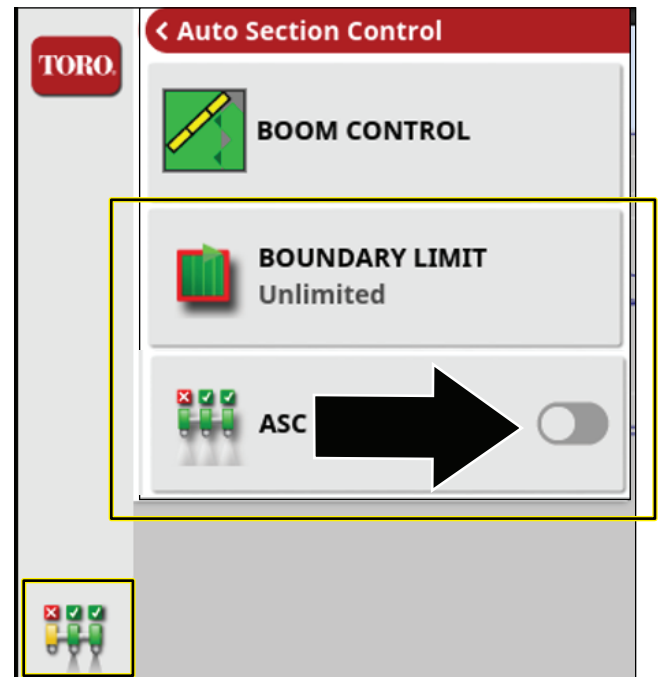 TORO.
< Auto Section Control
BOOM CONTROL
BOUNDARY LIMIT
Unlimited
ASC